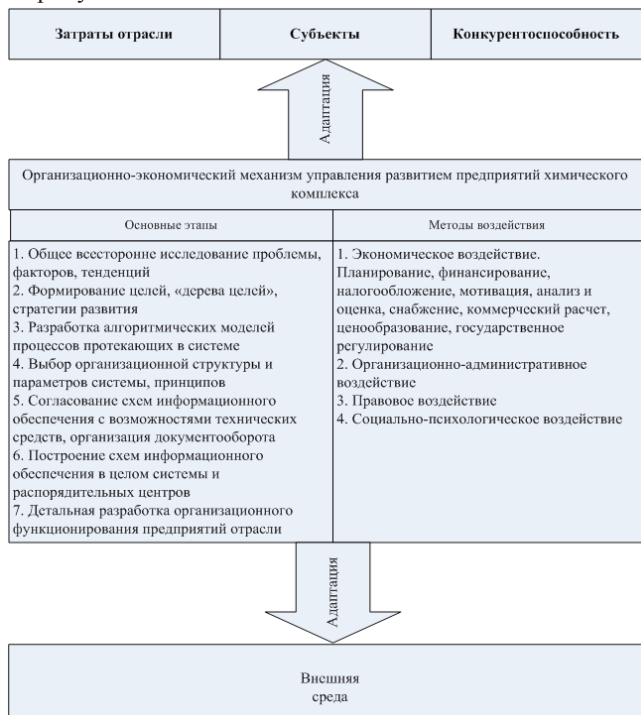 Затраты отрасли
Субъекты
Конкурентоспособность
Адаптация
Организационно-экономический механизм управления развитием предприятий химического
комплекса
Основные этапы
Методы воздействия
1. Общее всесторонне исследование проблемы,
факторов, тенденций
2. Формирование целей, «дерева целей»,
стратегии развития
3. Разработка алгоритмических моделей
процессов протекающих в системе
4. Выбор организационной структуры и
параметров системы, принципов
5. Согласование схем информационного
обеспечения с возможностями технических
средств, организация документооборота
6. Построение схем информационного
обеспечения в целом системы и
распорядительных центров
7. Детальная разработка организационного
функционирования предприятий отрасли
1. Экономическое воздействие.
Планирование, финансирование,
налогообложение, мотивация, анализ и
оценка, снабжение, коммерческий расчет,
ценообразование, государственное
регулирование
2. Организационно-административное
воздействие
3. Правовое воздействие
4. Социально-психологическое воздействие
Адаптация
Внешняя
среда